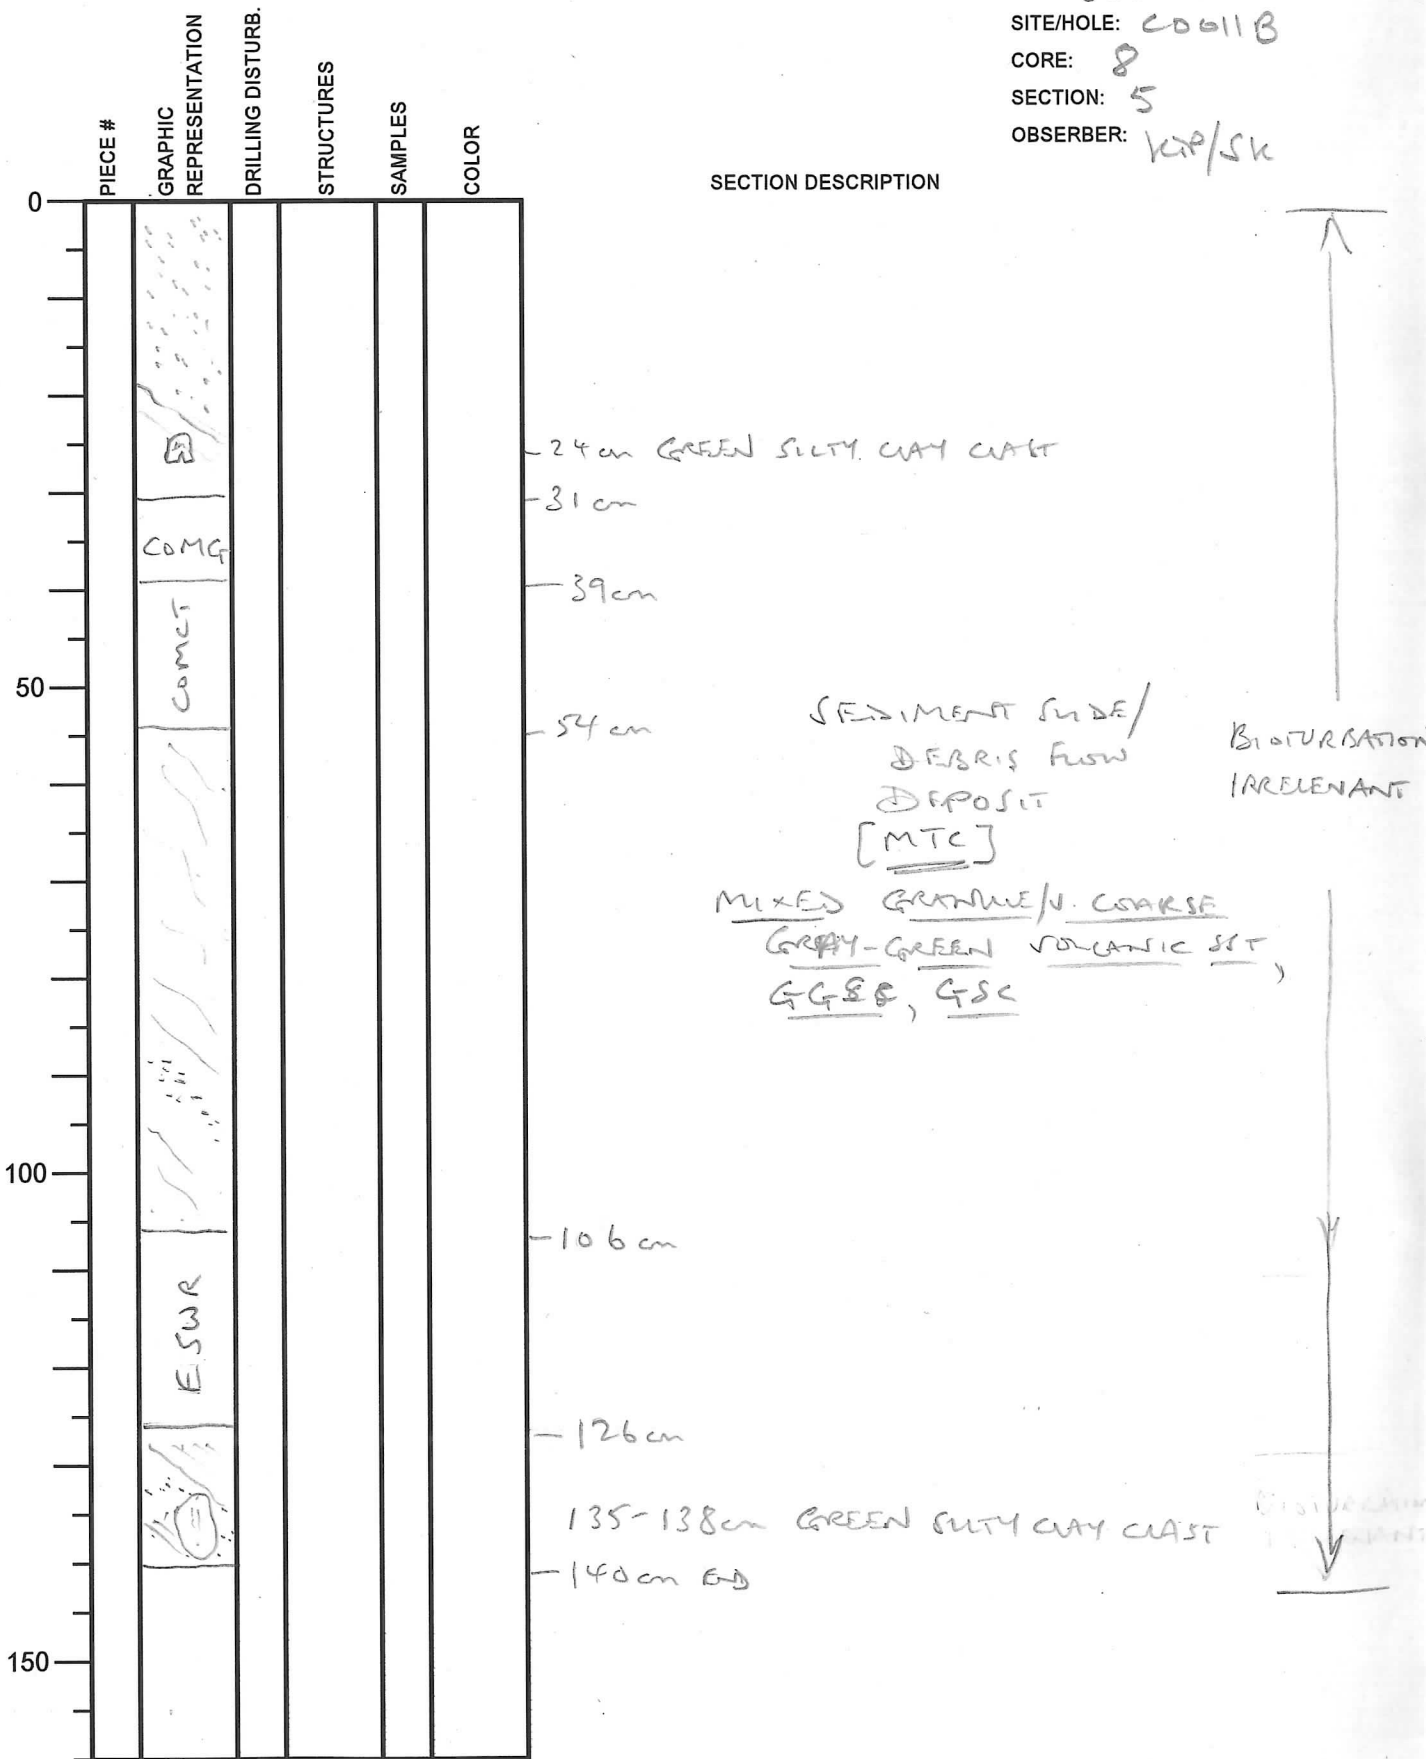 SITE/HOLE: C0011B
CORE: 8
SECTION: 5
OBSERBER: KTP/SK
PIECE #
GRAPHIC REPRESENTATION
DRILLING DISTURB.
STRUCTURES
SAMPLES
COLOR
SECTION DESCRIPTION
0
24 cm GREEN SILTY CLAY CLAST
31 cm
COMG
39 cm
COMCT
50
54 cm
SEDIMENT SLIDE/
DEBRIS FLOW
DEPOSIT
[MTC]
BIOTURBATION
IRRELEVANT
MIXED GRANULE/V. COARSE
GRAY-GREEN VOLCANIC SST,
GSC
100
106 cm
ESWR
126 cm
135-138 cm GREEN SILTY CLAY CLAST
140 cm END
150